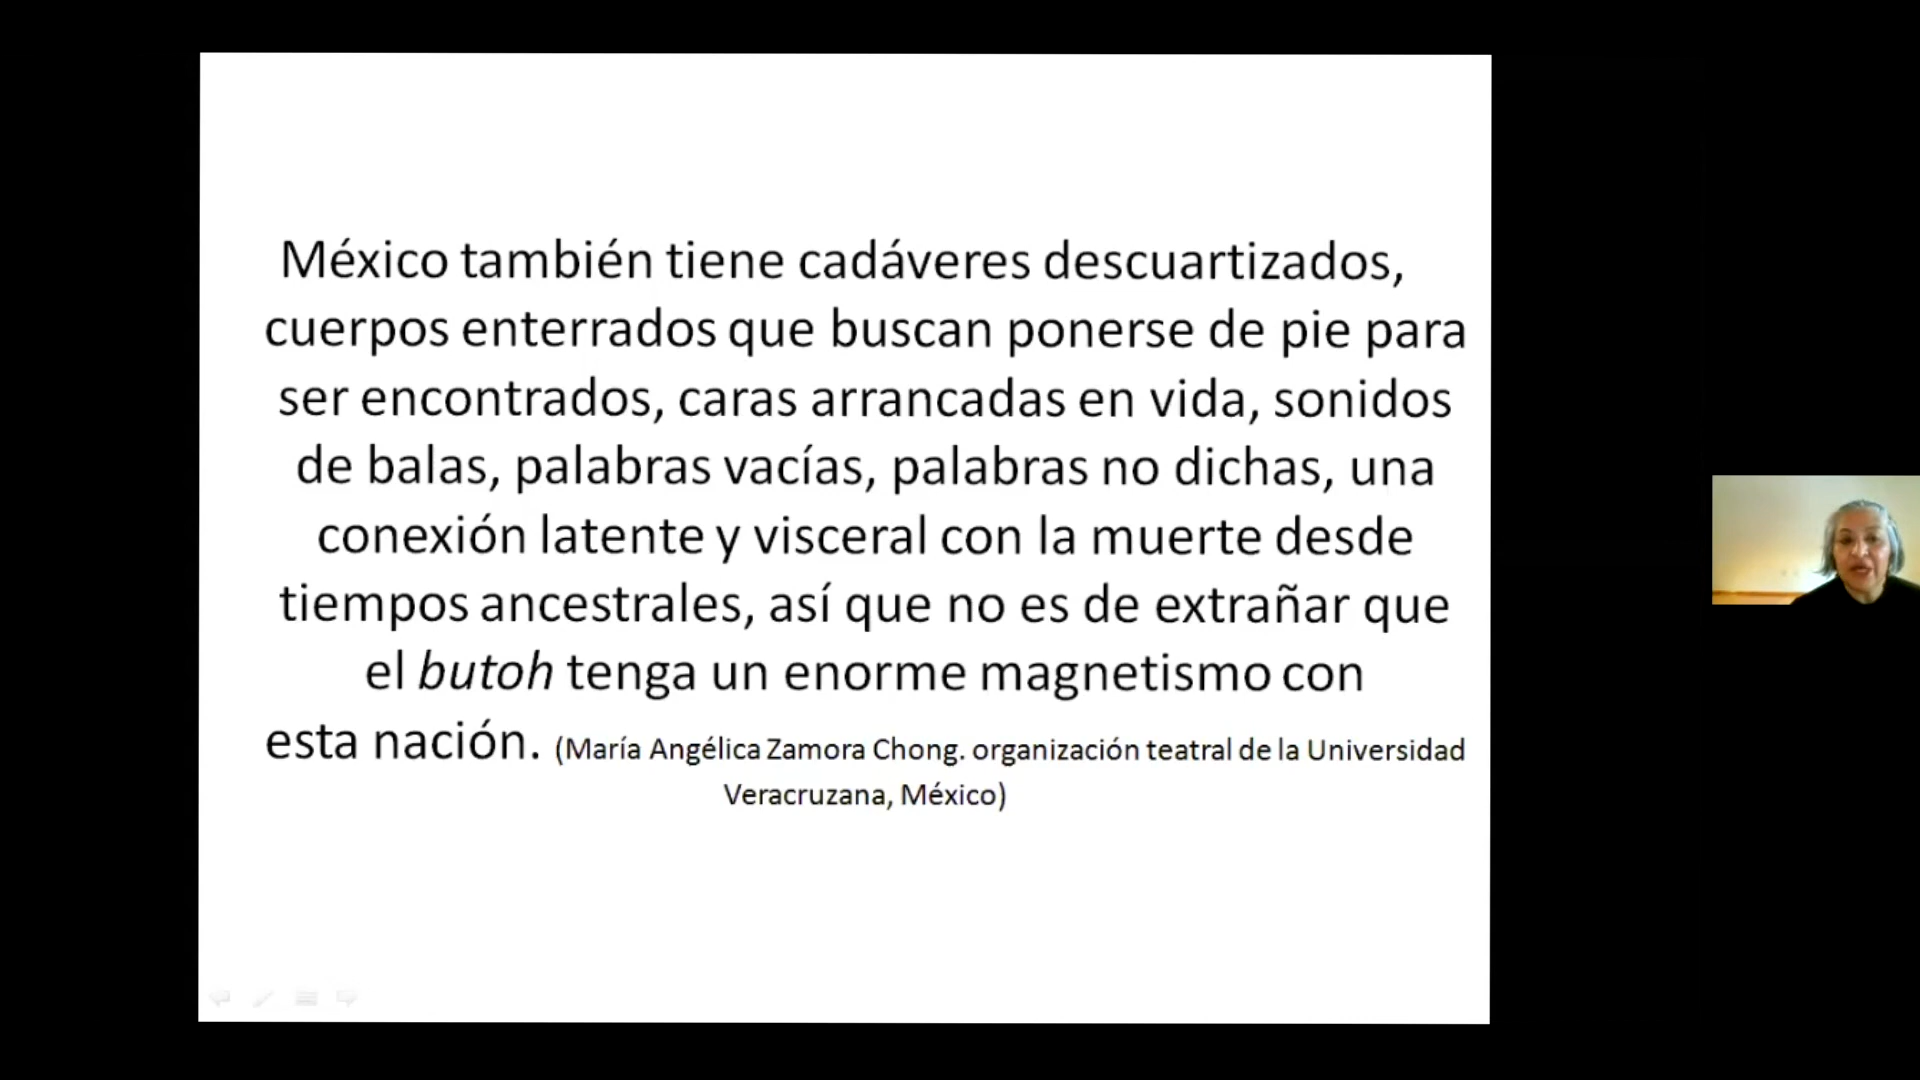 México también tiene cadáveres descuartizados,
cuerpos enterrados que buscan ponerse de pie para
ser encontrados, caras arrancadas en vida, sonidos
de balas, palabras vacías, palabras no dichas, una
conexión latente y visceral con la muerte desde
tiempos ancestrales, así que no es de extrañar que
el butoh tenga un enorme magnetismo con
esta nación. (María Angélica Zamora Chong. organización teatral de la Universidad
Veracruzana, México)